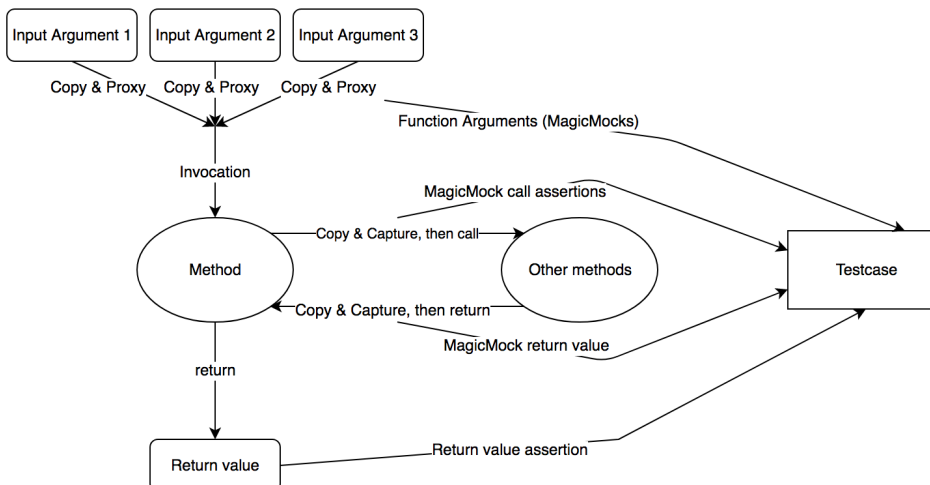 Input Argument 1
Input Argument 2
Input Argument 3
Copy & Proxy
Copy & Proxy
Copy & Proxy
Function Arguments (MagicMocks)
Invocation
MagicMock call assertions
Copy & Capture, then call
Method
Other methods
Testcase
Copy & Capture, then return
MagicMock return value
return
Return value assertion
Return value